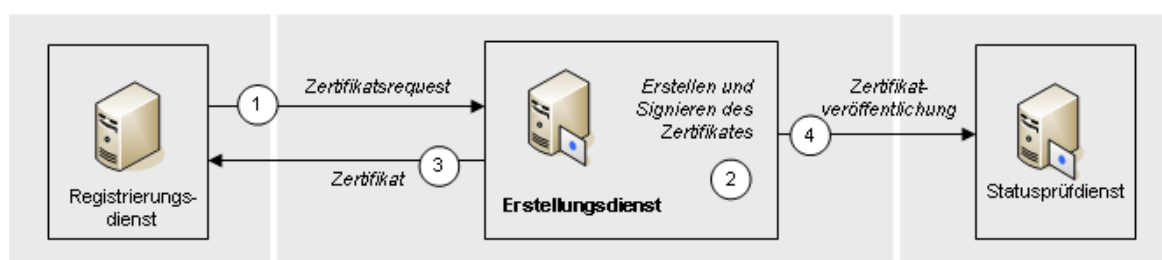 Registrierungs-
dienst
1
Zertifikatsrequest
3
Zertifikat
Erstellungsdienst
Erstellen und
Signieren des
Zertifikates
2
4
Zertifikat-
veröffentlichung
Statusprüfdienst